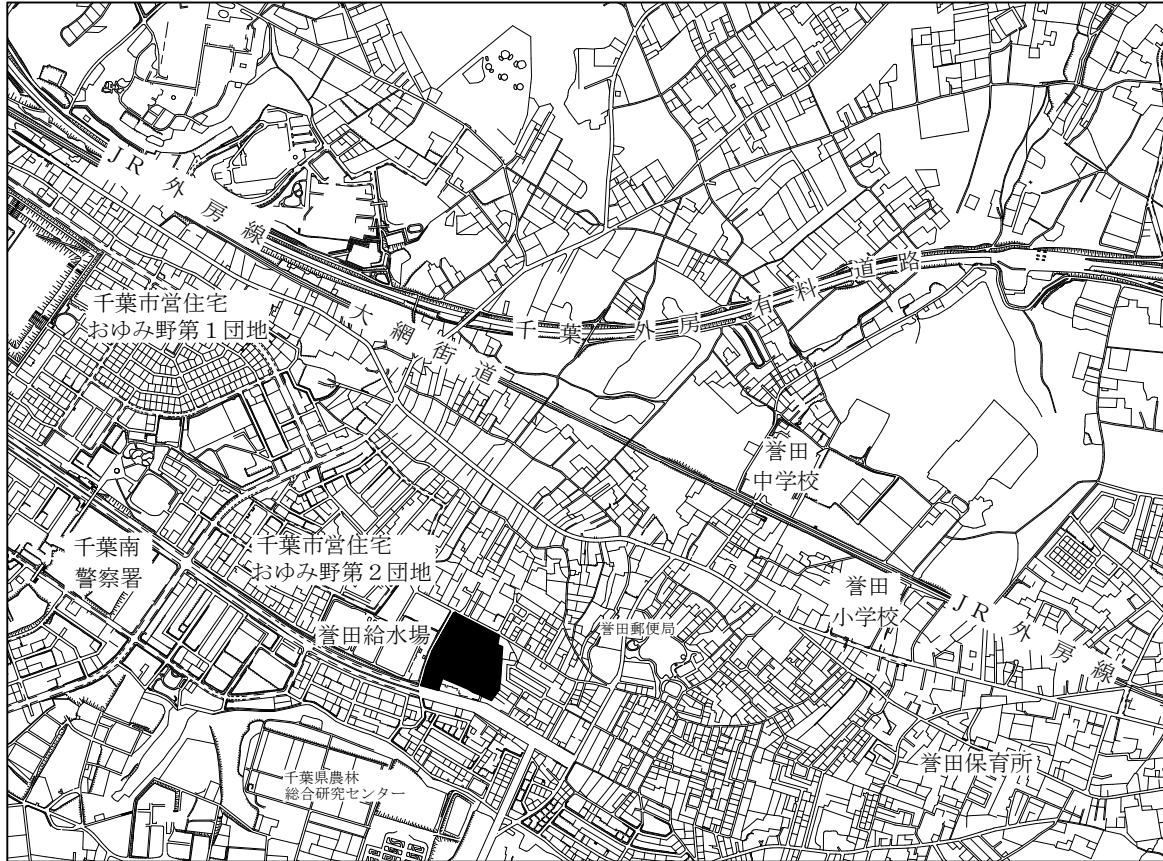 JR外房線
千葉市営住宅
おゆみ野第1団地
大網街道
千葉外房有料道路
誉田
中学校
千葉南
警察署
千葉市営住宅
おゆみ野第2団地
誉田給水場
誉田郵便局
誉田
小学校
JR外房線
誉田保育所
千葉県農林
総合研究センター